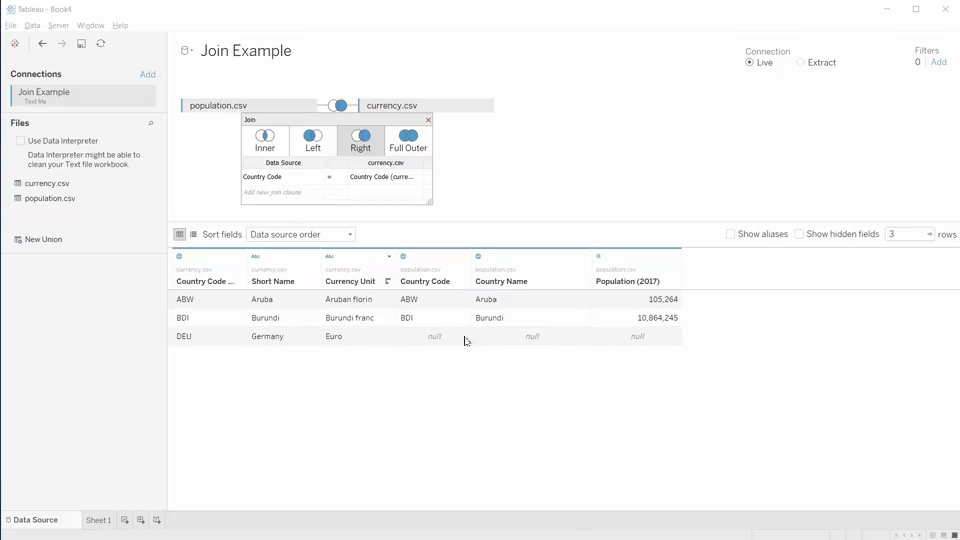 Tableau - Book4
File Data Server Window Help
Connections Add
Join Example
Text file
Files
Use Data Interpreter
Data Interpreter might be able to
clean your Text file workbook.
currency.csv
population.csv
New Union
Join Example
Connection
Live Extract
Filters
0 Add
population.csv currency.csv
Join
Inner Left Right Full Outer
Data Source currency.csv
Country Code = Country Code (curre...
Add new join clause
Sort fields Data source order Show aliases Show hidden fields 3 rows
Abc Abc
currency.csv currency.csv currency.csv population.csv population.csv population.csv
Country Code ... Short Name Currency Unit Country Code Country Name Population (2017)
ABW Aruba Aruban florin ABW Aruba 105,264
BDI Burundi Burundi franc BDI Burundi 10,864,245
DEU Germany Euro null null null
Data Source Sheet 1